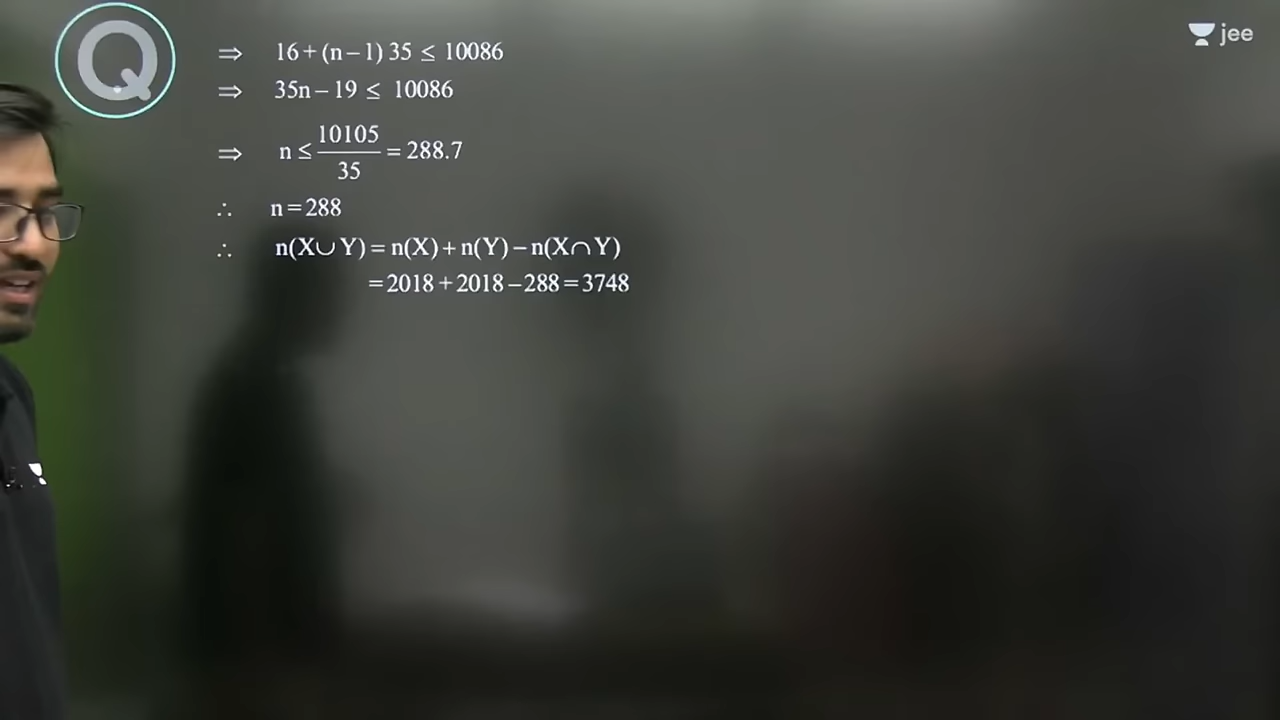 Q
jee
⇒ 16 + (n – 1) 35 ≤ 10086
⇒ 35n – 19 ≤ 10086
⇒ n ≤ 10105/35 = 288.7
∴ n = 288
∴ n(X∪Y) = n(X) + n(Y) – n(X∩Y)
= 2018 + 2018 – 288 = 3748